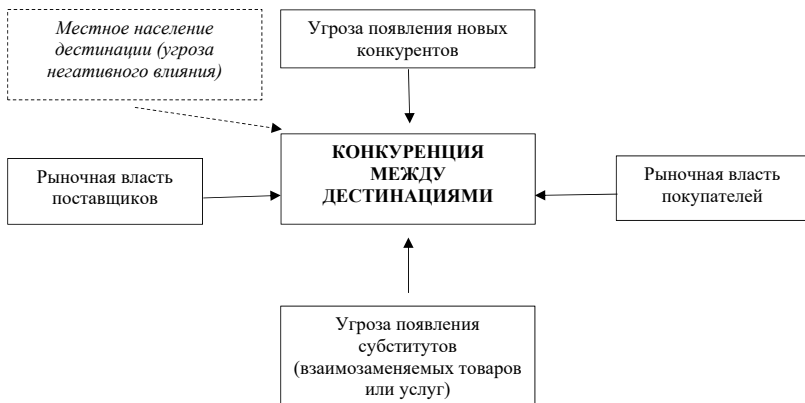 Местное население
дестинации (угроза
негативного влияния)
Угроза появления новых
конкурентов
Рыночная власть
поставщиков
КОНКУРЕНЦИЯ
МЕЖДУ
ДЕСТИНАЦИЯМИ
Рыночная власть
покупателей
Угроза появления
субститутов
(взаимозаменяемых товаров
или услуг)